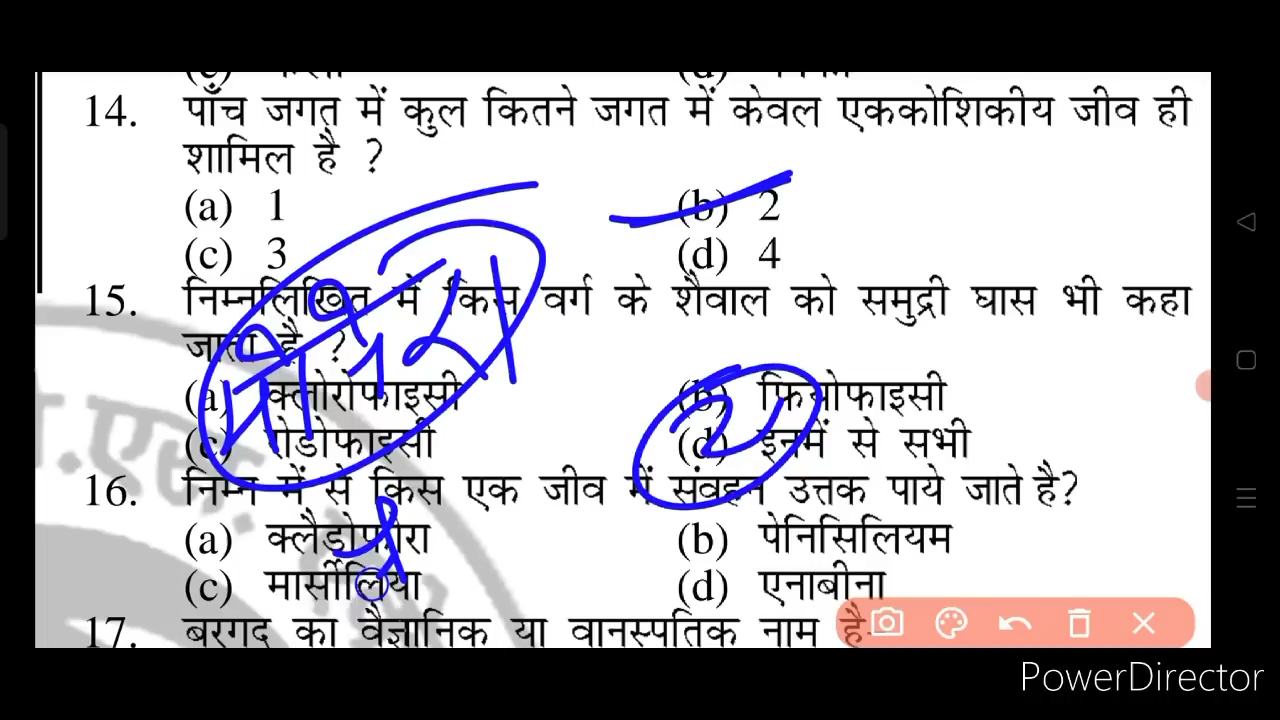 14. पाँच जगत में कुल कितने जगत में केवल एककोशिकीय जीव ही
शामिल है ?
(a) 1 (b) 2
(c) 3 (d) 4
15. निम्नलिखित में किस वर्ग के शैवाल को समुद्री घास भी कहा
जाता है ?
(a) क्लोरोफाइसी (b) फियोफाइसी
(c) रोडोफाइसी (d) इनमें से सभी
16. निम्न में से किस एक जीव में संवहन उत्तक पाये जाते है?
(a) क्लैडोफोरा (b) पेनिसिलियम
(c) मार्सीलिया (d) एनाबीना
17. बरगद का वैज्ञानिक या वानस्पतिक नाम है
PowerDirector